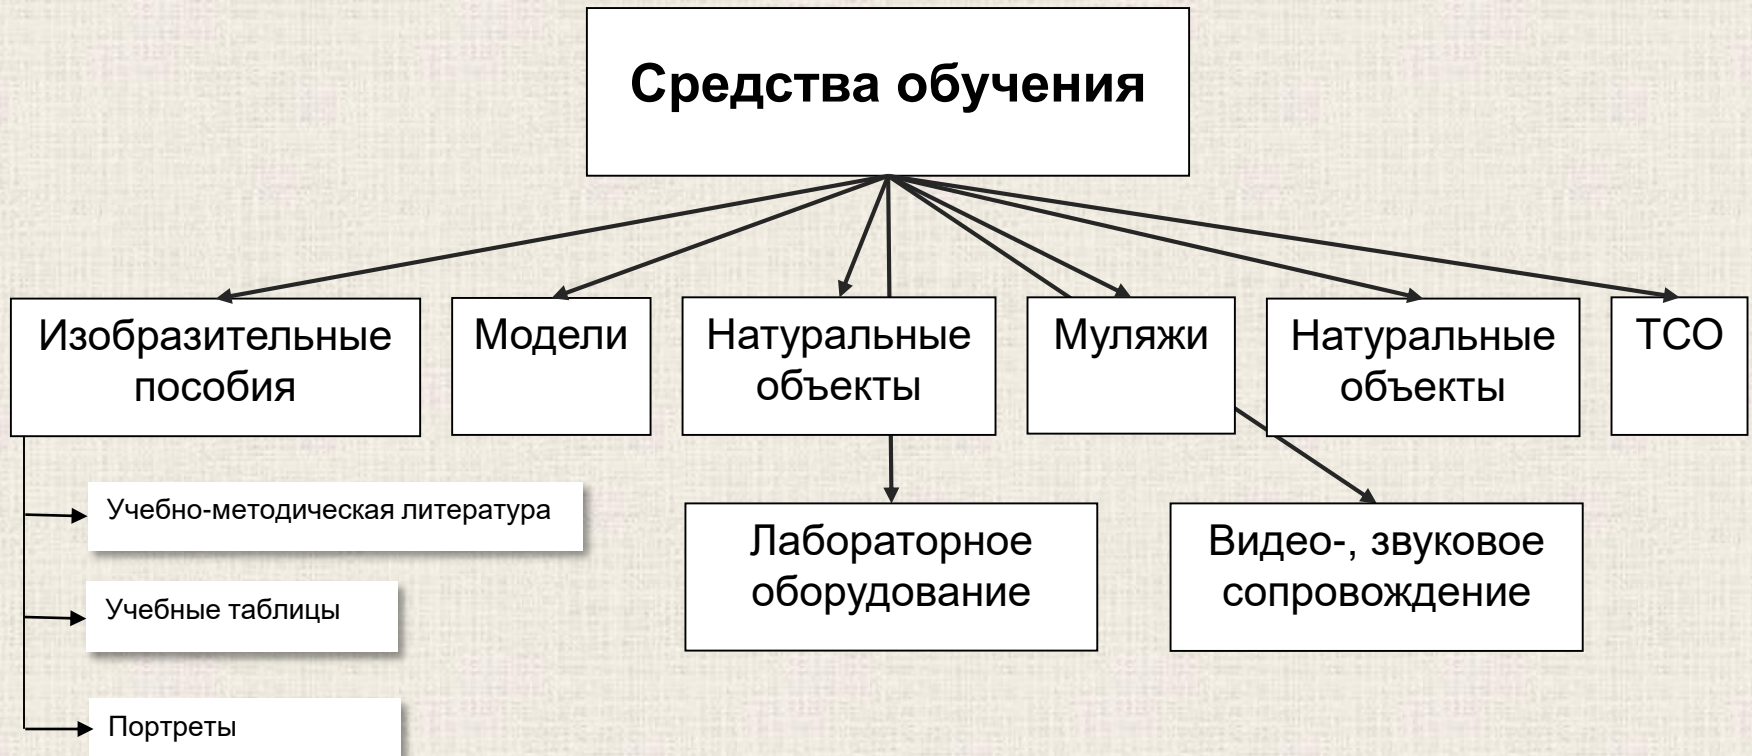 Средства обучения
Изобразительные
пособия
Модели
Натуральные
объекты
Муляжи
Натуральные
объекты
ТСО
Учебно-методическая литература
Учебные таблицы
Портреты
Лабораторное
оборудование
Видео-, звуковое
сопровождение